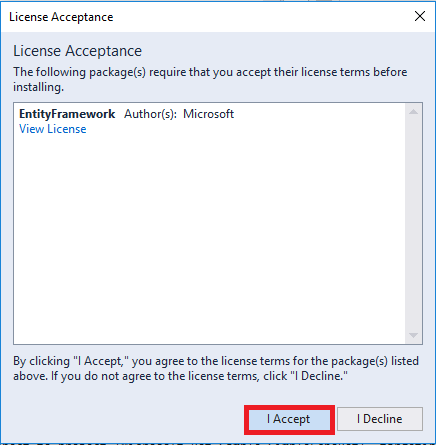 License Acceptance
License Acceptance
The following package(s) require that you accept their license terms before
installing.
EntityFramework Author(s): Microsoft
View License
By clicking "I Accept," you agree to the license terms for the package(s) listed
above. If you do not agree to the license terms, click "I Decline."
I Accept
I Decline